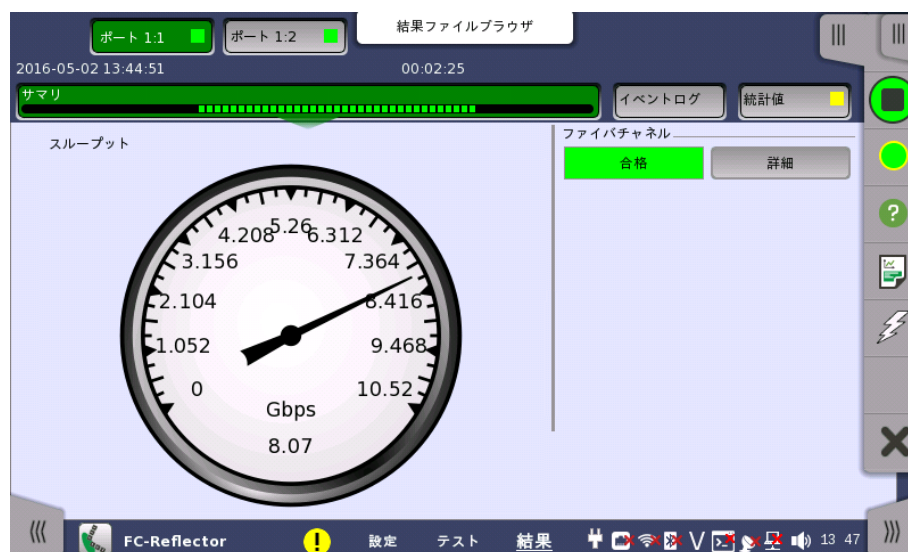 結果ファイルブラウザ
ポート 1:1
ポート 1:2
2016-05-02 13:44:51
00:02:25
サマリ
イベントログ
統計値
スループット
ファイバチャネル
合格
詳細
5.26
4.208
6.312
3.156
7.364
2.104
8.416
1.052
9.468
0
10.52
Gbps
8.07
FC-Reflector
設定
テスト
結果
13 47